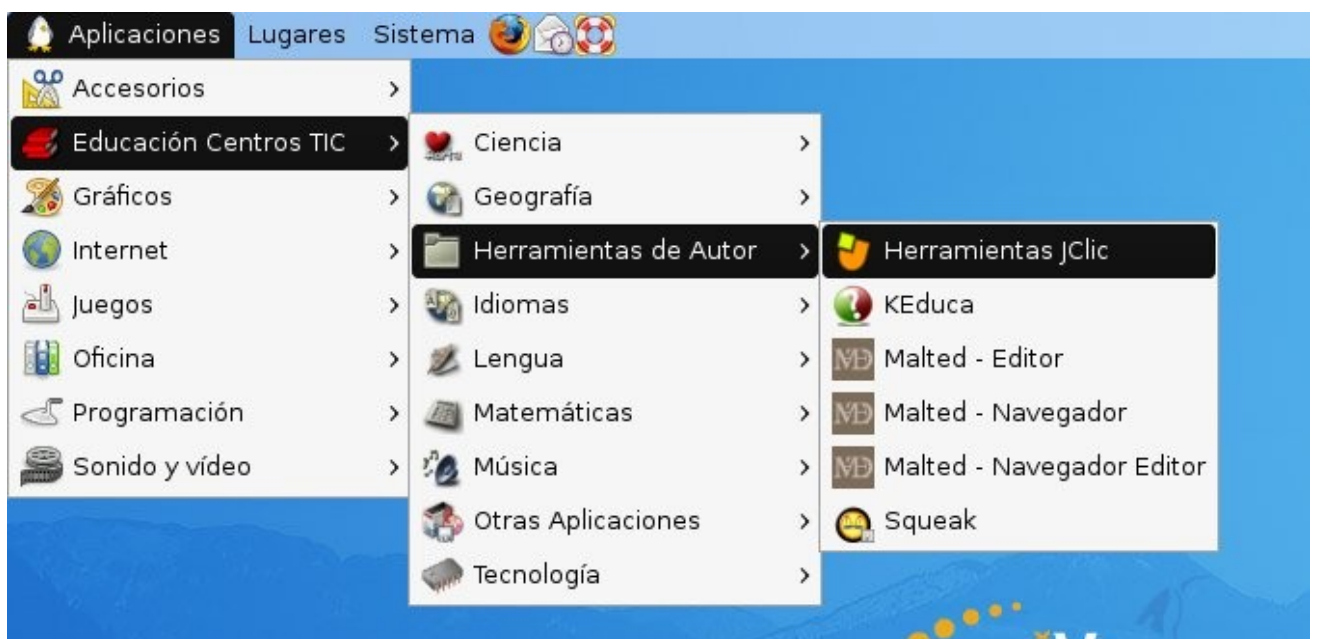 Aplicaciones Lugares Sistema
Accesorios
Educación Centros TIC
Gráficos
Internet
Juegos
Oficina
Programación
Sonido y vídeo
Ciencia
Geografía
Herramientas de Autor
Idiomas
Lengua
Matemáticas
Música
Otras Aplicaciones
Tecnología
Herramientas JClic
KEduca
Malted - Editor
Malted - Navegador
Malted - Navegador Editor
Squeak